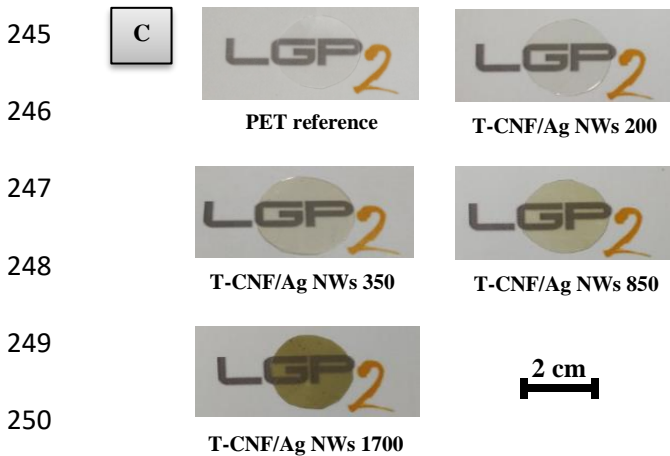 245
C
LGP2
LGP2
PET reference
T-CNF/Ag NWs 200
246
247
LGP2
LGP2
248
T-CNF/Ag NWs 350
T-CNF/Ag NWs 850
249
LGP2
2 cm
250
T-CNF/Ag NWs 1700